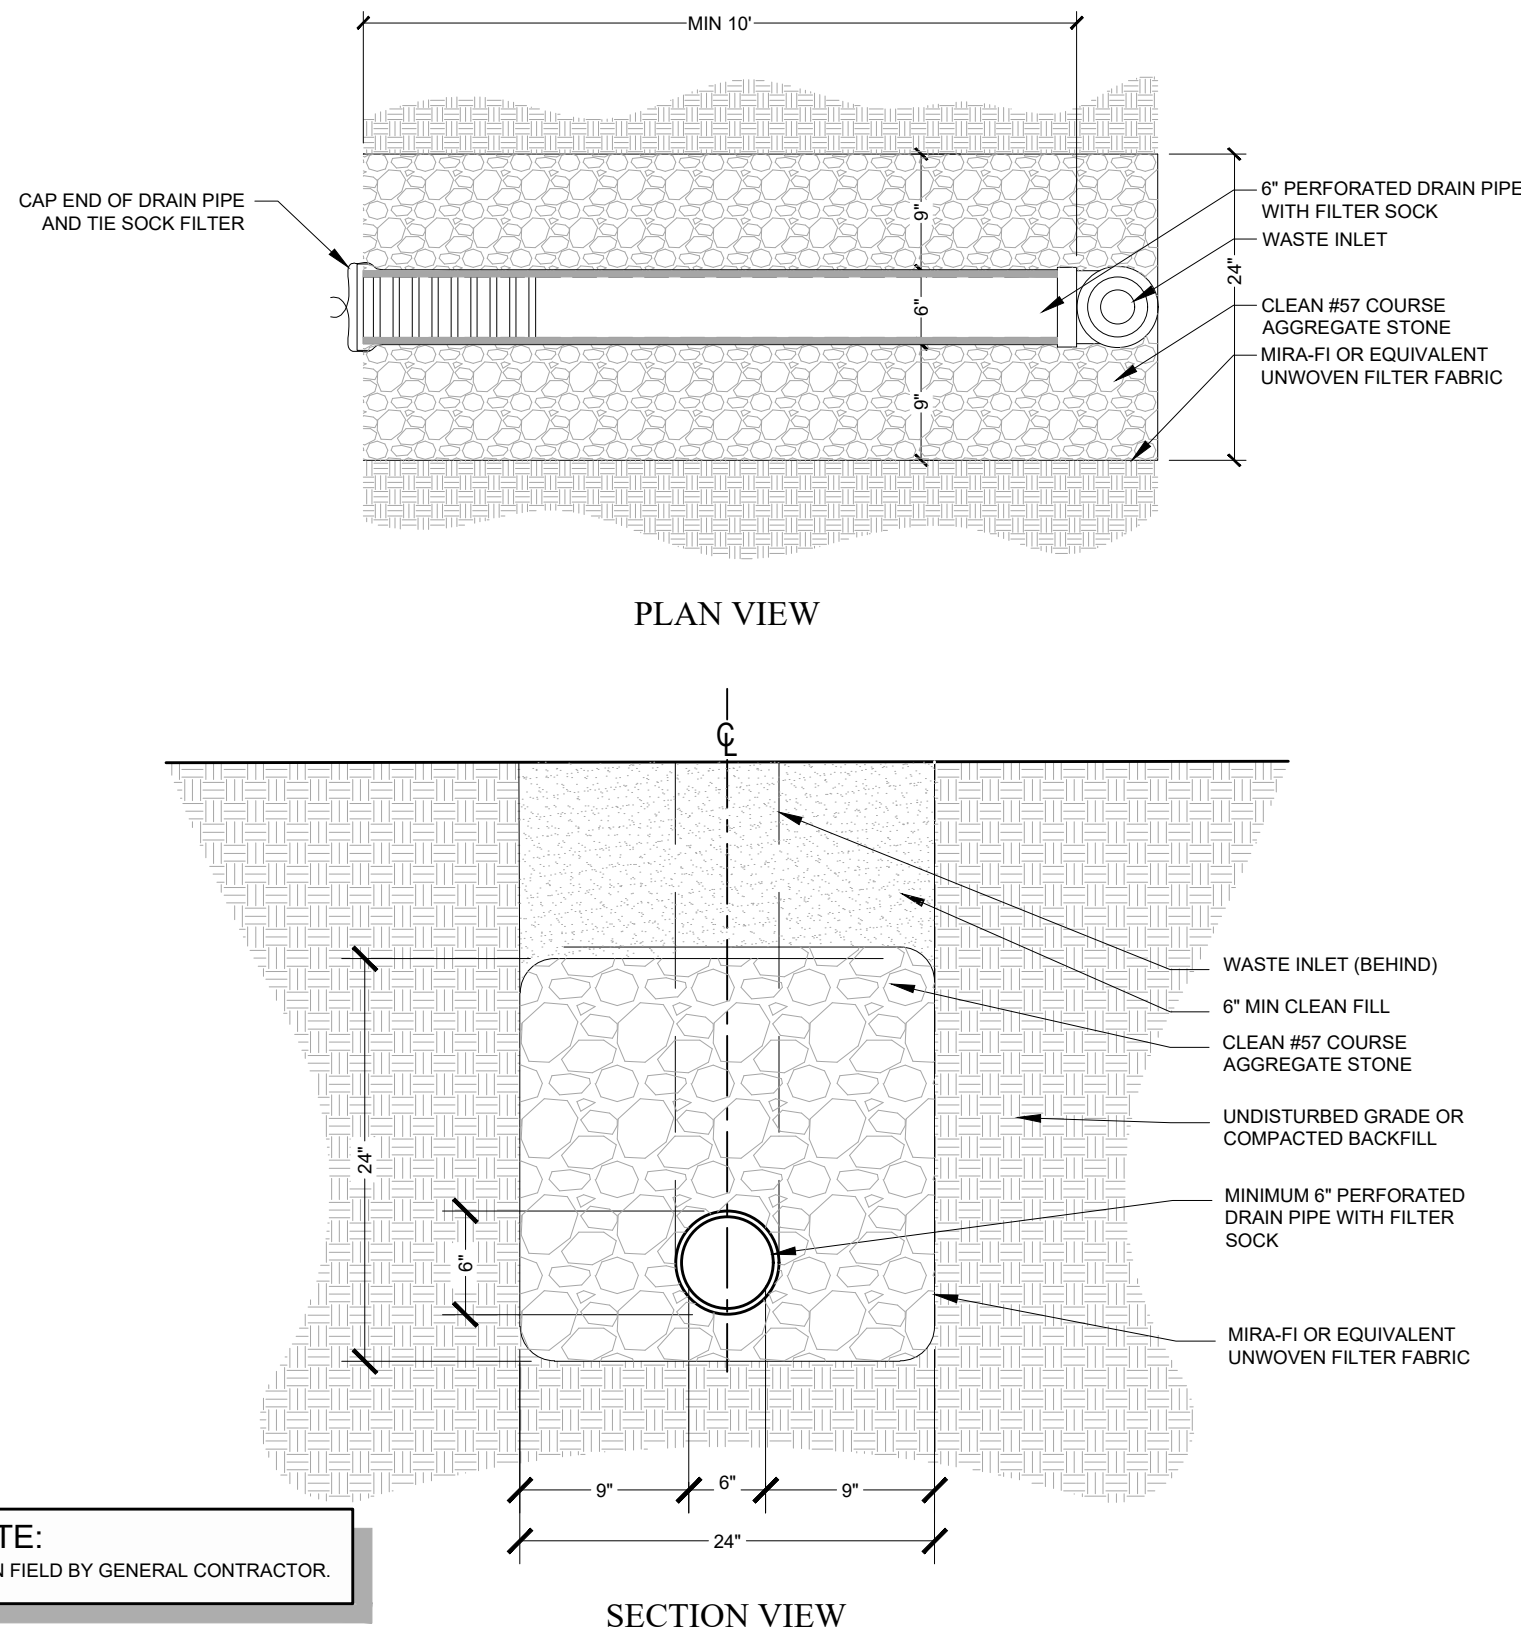 MIN 10'
CAP END OF DRAIN PIPE
AND TIE SOCK FILTER
9"
6"
9"
24"
6" PERFORATED DRAIN PIPE
WITH FILTER SOCK
WASTE INLET
CLEAN #57 COURSE
AGGREGATE STONE
MIRA-FI OR EQUIVALENT
UNWOVEN FILTER FABRIC
PLAN VIEW
CL
24"
6"
WASTE INLET (BEHIND)
6" MIN CLEAN FILL
CLEAN #57 COURSE
AGGREGATE STONE
UNDISTURBED GRADE OR
COMPACTED BACKFILL
MINIMUM 6" PERFORATED
DRAIN PIPE WITH FILTER
SOCK
MIRA-FI OR EQUIVALENT
UNWOVEN FILTER FABRIC
9"
6"
9"
24"
TE:
N FIELD BY GENERAL CONTRACTOR.
SECTION VIEW